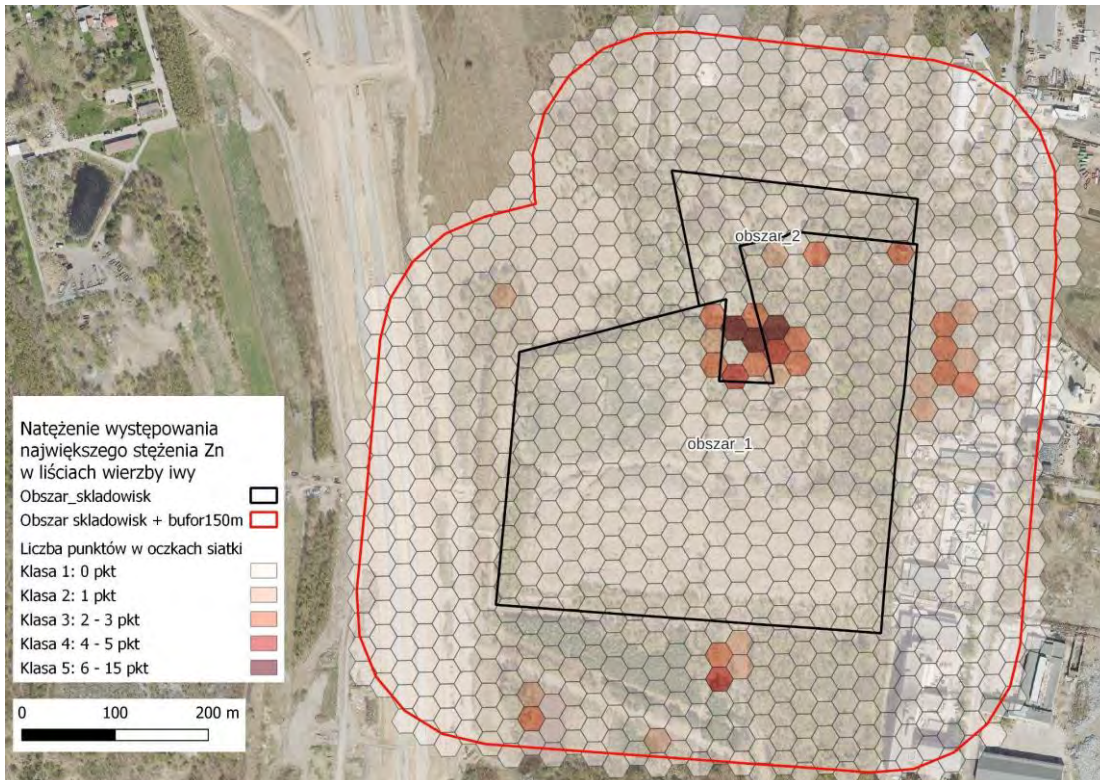 obszar_2
obszar_1
Natężenie występowania
największego stężenia Zn
w liściach wierzby iwy
Obszar_skladowisk
Obszar skladowisk + bufor150m
Liczba punktów w oczkach siatki
Klasa 1: 0 pkt
Klasa 2: 1 pkt
Klasa 3: 2 - 3 pkt
Klasa 4: 4 - 5 pkt
Klasa 5: 6 - 15 pkt
0 100 200 m